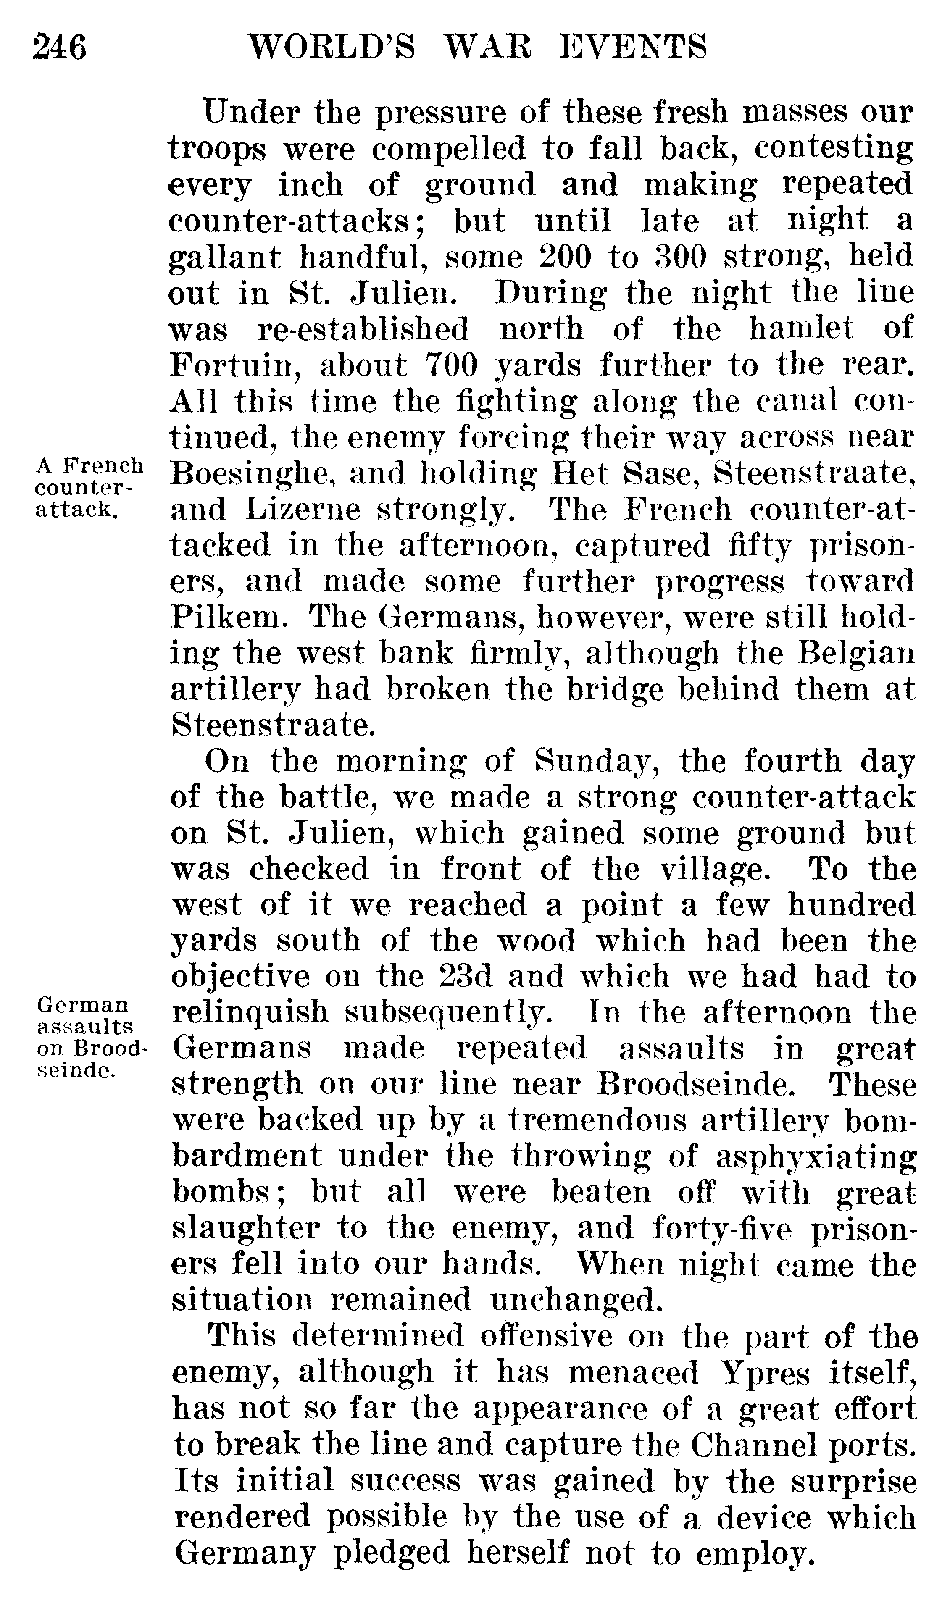 246 WORLD'S WAR EVENTS
Under the pressure of these fresh masses our
troops were compelled to fall back, contesting
every inch of ground and making repeated
counter-attacks; but until late at night a
gallant handful, some 200 to 300 strong, held
out in St. Julien. During the night the line
was re-established north of the hamlet of
Fortuin, about 700 yards further to the rear.
All this time the fighting along the canal con-
tinued, the enemy forcing their way across near
A French
counter-
attack.
Boesinghe, and holding Het Sase, Steenstraate,
and Lizerne strongly. The French counter-at-
tacked in the afternoon, captured fifty prison-
ers, and made some further progress toward
Pilkem. The Germans, however, were still hold-
ing the west bank firmly, although the Belgian
artillery had broken the bridge behind them at
Steenstraate.
On the morning of Sunday, the fourth day
of the battle, we made a strong counter-attack
on St. Julien, which gained some ground but
was checked in front of the village. To the
west of it we reached a point a few hundred
yards south of the wood which had been the
objective on the 23d and which we had had to
German
assaults
on Brood-
seinde.
relinquish subsequently. In the afternoon the
Germans made repeated assaults in great
strength on our line near Broodseinde. These
were backed up by a tremendous artillery bom-
bardment under the throwing of asphyxiating
bombs; but all were beaten off with great
slaughter to the enemy, and forty-five prison-
ers fell into our hands. When night came the
situation remained unchanged.
This determined offensive on the part of the
enemy, although it has menaced Ypres itself,
has not so far the appearance of a great effort
to break the line and capture the Channel ports.
Its initial success was gained by the surprise
rendered possible by the use of a device which
Germany pledged herself not to employ.